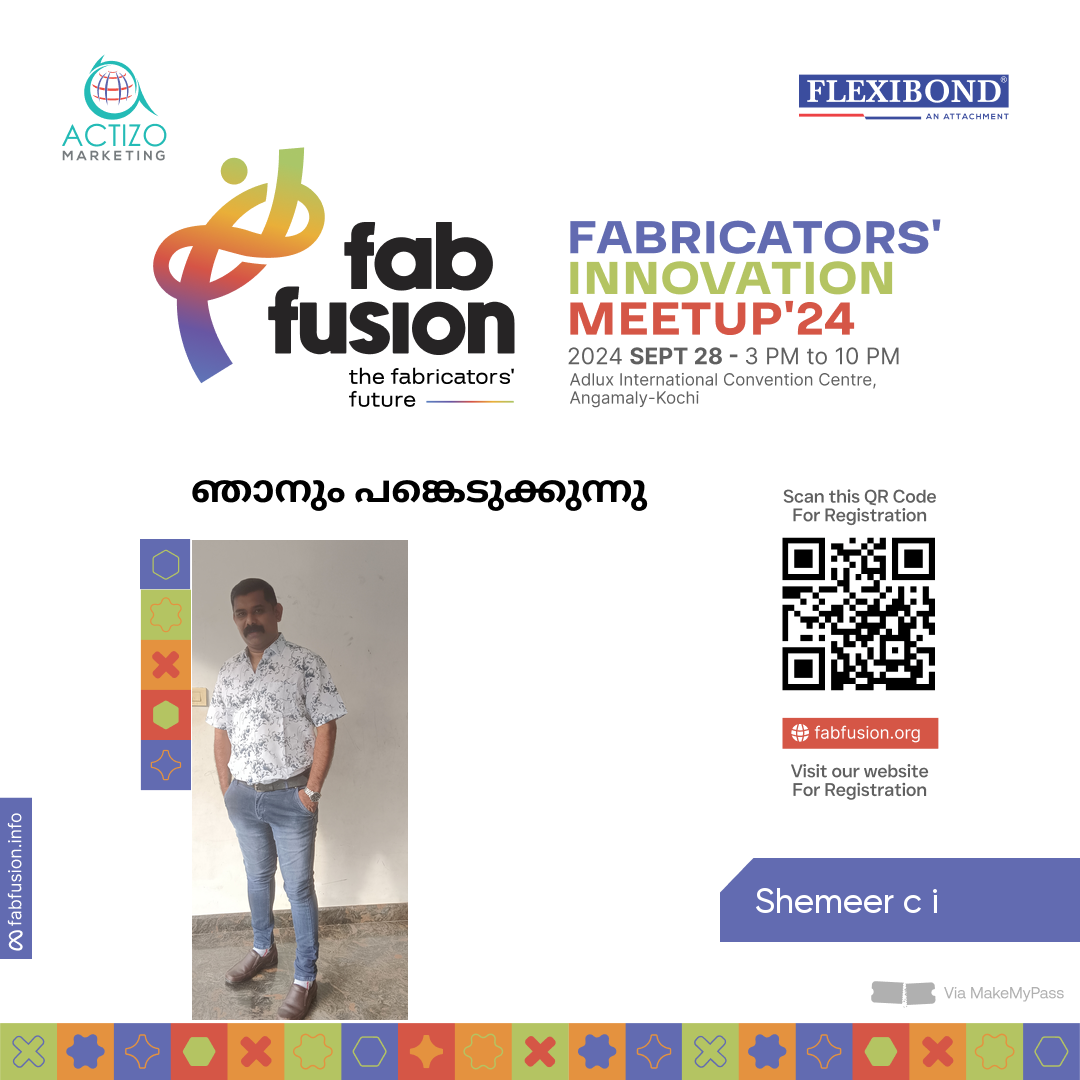 ACTIZO
MARKETING
FLEXIBOND®
AN ATTACHMENT
fab
fusion
the fabricators'
future
FABRICATORS'
INNOVATION
MEETUP'24
2024 SEPT 28 - 3 PM to 10 PM
Adlux International Convention Centre,
Angamaly-Kochi
ഞാനും പങ്കെടുക്കുന്നു
Scan this QR Code
For Registration
fabfusion.org
Visit our website
For Registration
fabfusion.info
Shemeer c i
Via MakeMyPass